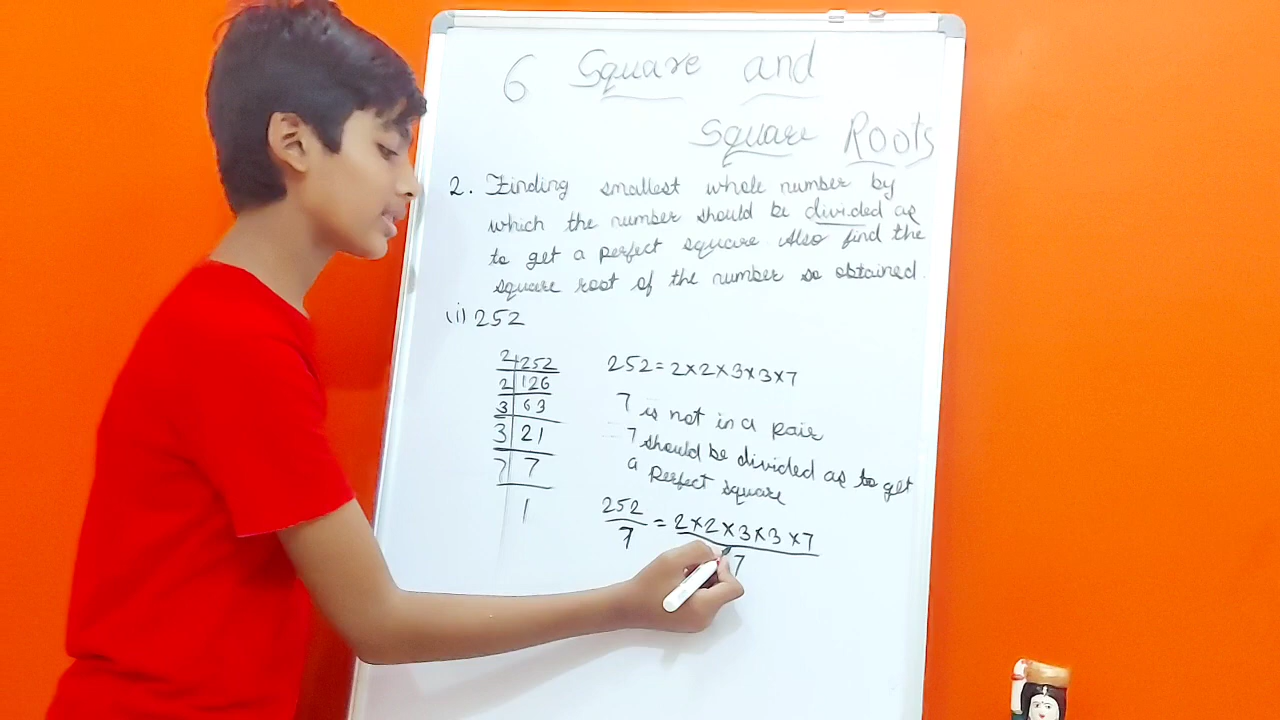 6 Square and
Square Roots
2. Finding smallest whole number by
which the number should be divided as
to get a perfect square. Also find the
square root of the number so obtained.
(i) 252
2 252
2 126
3 63
3 21
7 7
1
252 = 2×2×3×3×7
7 is not in a pair
7 should be divided as to get
a Perfect square
252/7 = 2×2×3×3×7/7